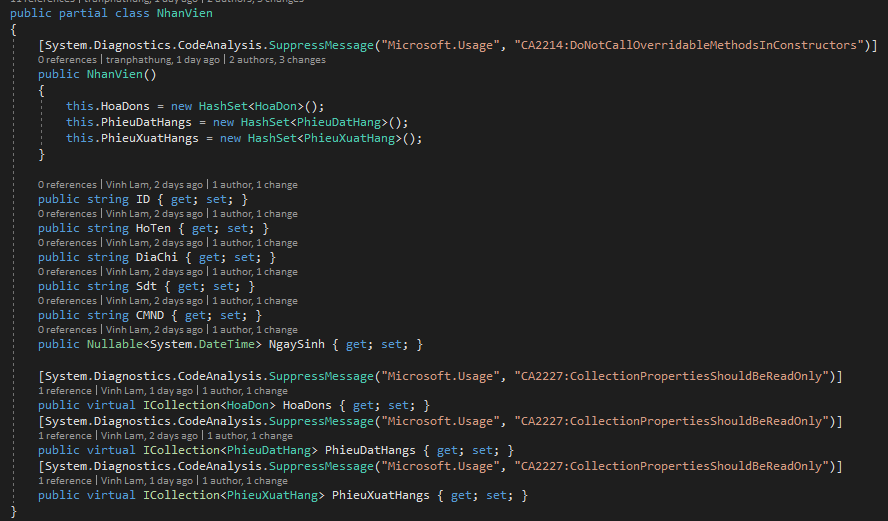 11 references | tranphathung, 1 day ago | 2 authors, 3 changes
public partial class NhanVien
{
[System.Diagnostics.CodeAnalysis.SuppressMessage("Microsoft.Usage", "CA2214:DoNotCallOverridableMethodsInConstructors")]
0 references | tranphathung, 1 day ago | 2 authors, 3 changes
public NhanVien()
{
this.HoaDons = new HashSet<HoaDon>();
this.PhieuDatHangs = new HashSet<PhieuDatHang>();
this.PhieuXuatHangs = new HashSet<PhieuXuatHang>();
}
0 references | Vinh Lam, 2 days ago | 1 author, 1 change
public string ID { get; set; }
0 references | Vinh Lam, 2 days ago | 1 author, 1 change
public string HoTen { get; set; }
0 references | Vinh Lam, 2 days ago | 1 author, 1 change
public string DiaChi { get; set; }
0 references | Vinh Lam, 2 days ago | 1 author, 1 change
public string Sdt { get; set; }
0 references | Vinh Lam, 2 days ago | 1 author, 1 change
public string CMND { get; set; }
0 references | Vinh Lam, 2 days ago | 1 author, 1 change
public Nullable<System.DateTime> NgaySinh { get; set; }
[System.Diagnostics.CodeAnalysis.SuppressMessage("Microsoft.Usage", "CA2227:CollectionPropertiesShouldBeReadOnly")]
1 reference | Vinh Lam, 1 day ago | 1 author, 1 change
public virtual ICollection<HoaDon> HoaDons { get; set; }
[System.Diagnostics.CodeAnalysis.SuppressMessage("Microsoft.Usage", "CA2227:CollectionPropertiesShouldBeReadOnly")]
1 reference | Vinh Lam, 2 days ago | 1 author, 1 change
public virtual ICollection<PhieuDatHang> PhieuDatHangs { get; set; }
[System.Diagnostics.CodeAnalysis.SuppressMessage("Microsoft.Usage", "CA2227:CollectionPropertiesShouldBeReadOnly")]
1 reference | Vinh Lam, 1 day ago | 1 author, 1 change
public virtual ICollection<PhieuXuatHang> PhieuXuatHangs { get; set; }
}